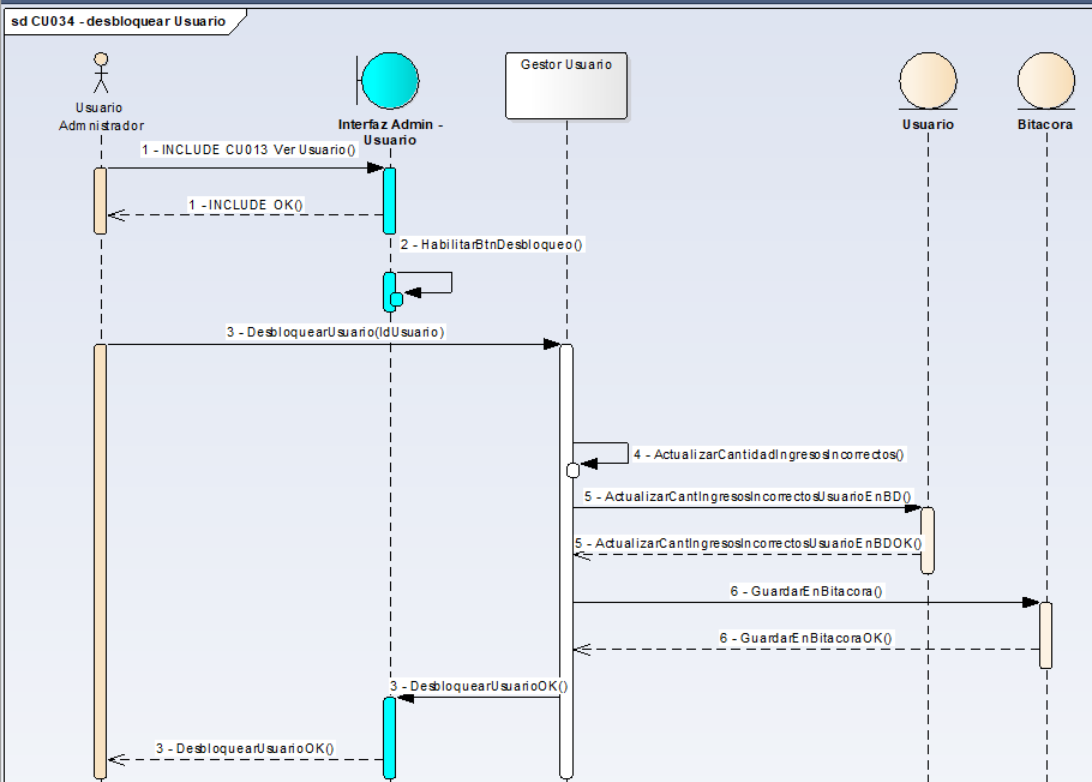 sd CU034 - desbloquear Usuario
Usuario
Admnistrador
Interfaz Admin -
Usuario
Gestor Usuario
Usuario
Bitacora
1 - INCLUDE CU013 Ver Usuario()
1 - INCLUDE OK()
2 - HabilitarBtnDesbloqueo()
3 - DesbloquearUsuario(IdUsuario)
4 - ActualizarCantidadIngresosIncorrectos()
5 - ActualizarCantIngresosIncorrectosUsuarioEnBD()
5 - ActualizarCantIngresosIncorrectosUsuarioEnBDOK()
6 - GuardarEnBitacora()
6 - GuardarEnBitacoraOK()
3 - DesbloquearUsuarioOK()
3 - DesbloquearUsuarioOK()